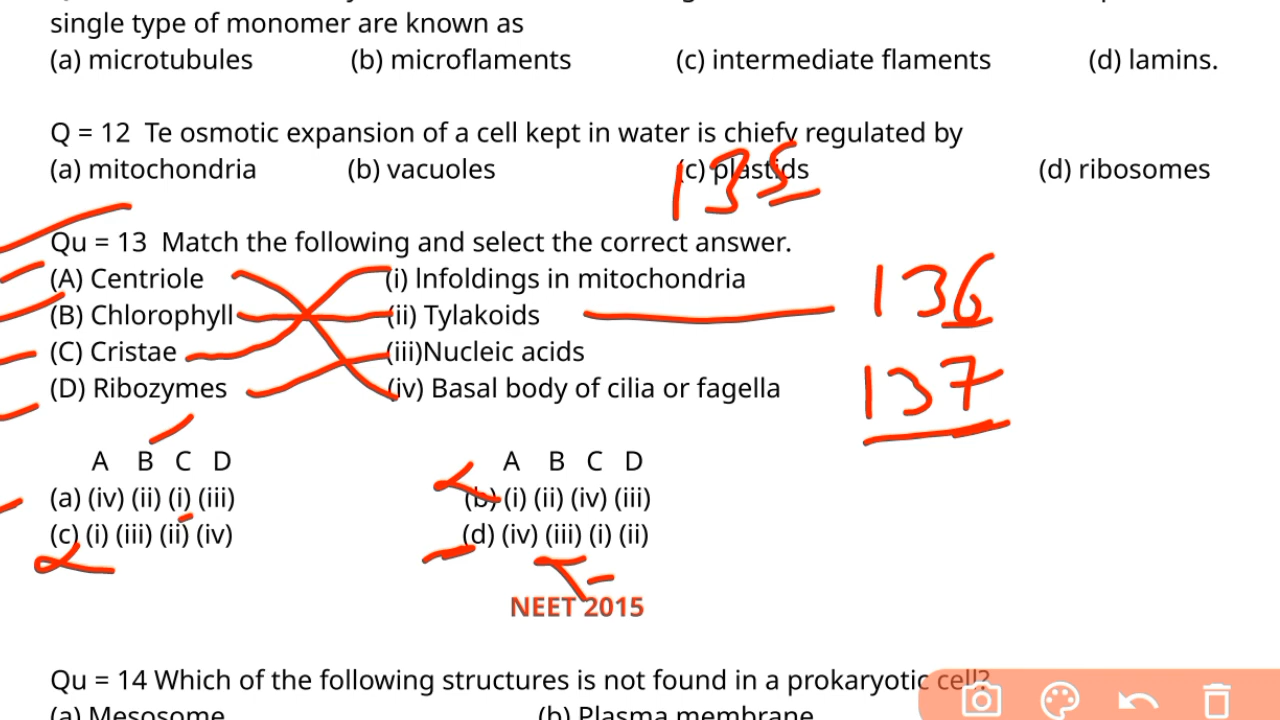 single type of monomer are known as
(a) microtubules (b) microflaments (c) intermediate flaments (d) lamins.
Q = 12 Te osmotic expansion of a cell kept in water is chiefy regulated by
(a) mitochondria (b) vacuoles (c) plastids (d) ribosomes
135
Qu = 13 Match the following and select the correct answer.
(A) Centriole (i) lnfoldings in mitochondria
136
(B) Chlorophyll (ii) Tylakoids
(C) Cristae (iii)Nucleic acids
137
(D) Ribozymes (iv) Basal body of cilia or fagella
A B C D A B C D
(a) (iv) (ii) (i) (iii) (b) (i) (ii) (iv) (iii)
(c) (i) (iii) (ii) (iv) (d) (iv) (iii) (i) (ii)
NEET 2015
Qu = 14 Which of the following structures is not found in a prokaryotic cell?
(a) Mesosome (b) Plasma membrane